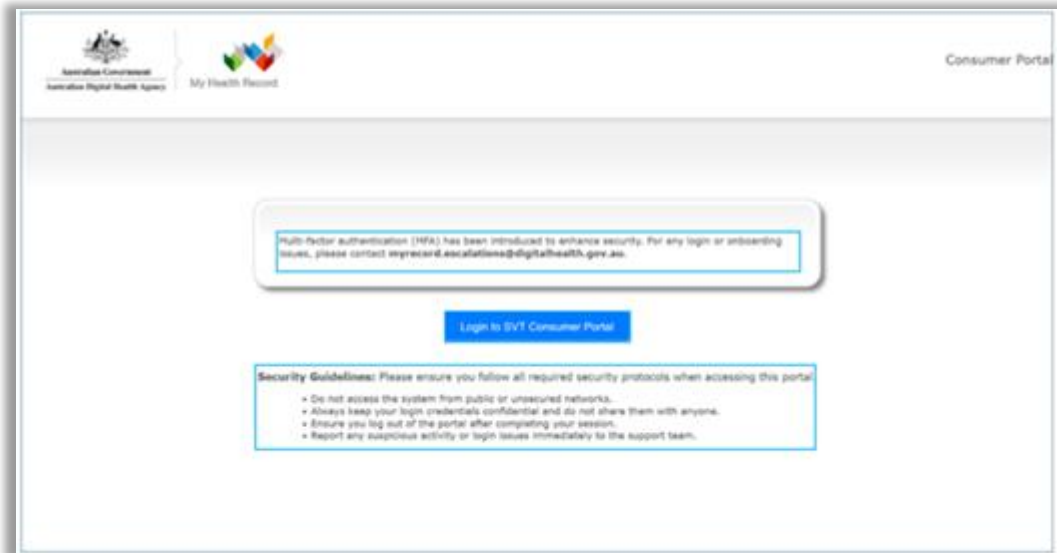 Australian Government
Australian Digital Health Agency
My Health Record
Consumer Portal
Multi-factor authentication (MFA) has been introduced to enhance security. For any login or onboarding
issues, please contact myrecord.escalations@digitalhealth.gov.au.
Login to SVT Consumer Portal
Security Guidelines: Please ensure you follow all required security protocols when accessing this portal
• Do not access the system from public or unsecured networks.
• Always keep your login credentials confidential and do not share them with anyone.
• Ensure you log out of the portal after completing your session.
• Report any suspicious activity or login issues immediately to the support team.